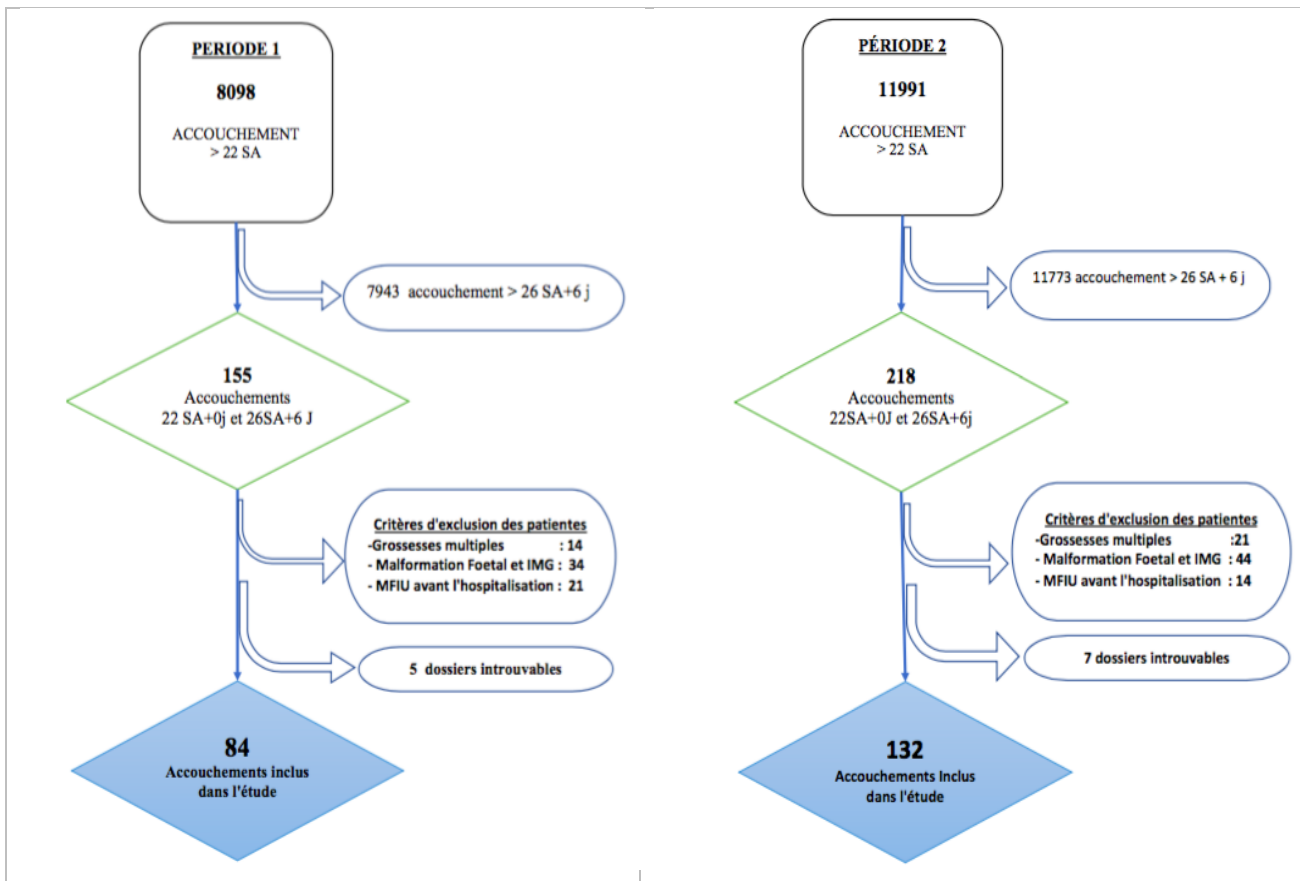 PERIODE 1
8098
ACCOUCHEMENT
> 22 SA
7943 accouchement > 26 SA+6 j
155
Accouchements
22 SA+0j et 26SA+6 J
Critères d'exclusion des patientes
-Grossesses multiples : 14
- Malformation Foetal et IMG : 34
- MFIU avant l'hospitalisation : 21
5 dossiers introuvables
84
Accouchements inclus
dans l'étude
PÉRIODE 2
11991
ACCOUCHEMENT
> 22 SA
11773 accouchement > 26 SA + 6 j
218
Accouchements
22SA+0J et 26SA+6j
Critères d'exclusion des patientes
-Grossesses multiples :21
- Malformation Foetal et IMG : 44
- MFIU avant l'hospitalisation : 14
7 dossiers introuvables
132
Accouchements Inclus
dans l'étude